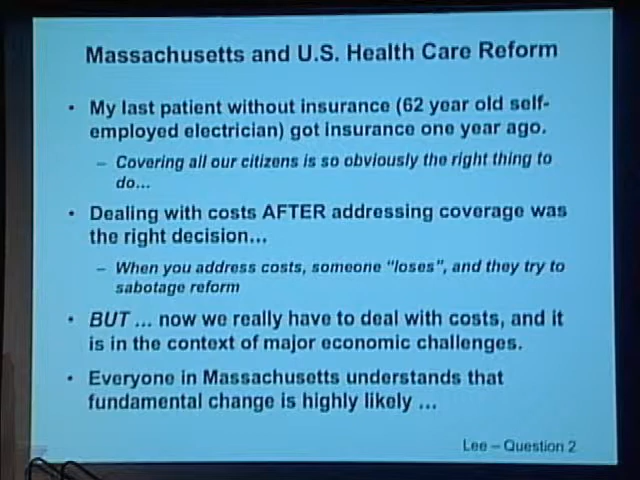 Massachusetts and U.S. Health Care Reform
• My last patient without insurance (62 year old self-
employed electrician) got insurance one year ago.
– Covering all our citizens is so obviously the right thing to
do...
• Dealing with costs AFTER addressing coverage was
the right decision...
– When you address costs, someone "loses", and they try to
sabotage reform
• BUT ... now we really have to deal with costs, and it
is in the context of major economic challenges.
• Everyone in Massachusetts understands that
fundamental change is highly likely ...
Lee – Question 2